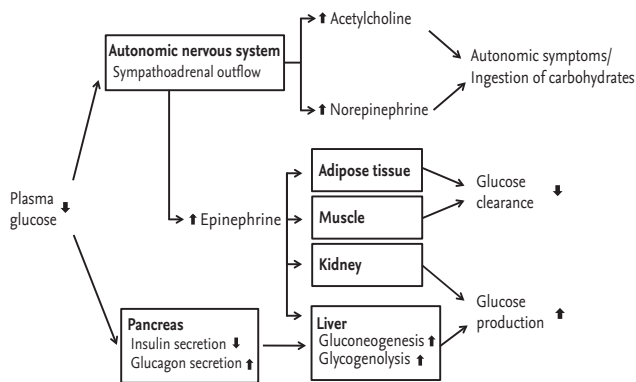 Acetylcholine
Autonomic nervous system
Sympathoadrenal outflow
Autonomic symptoms/
Ingestion of carbohydrates
Norepinephrine
Plasma
glucose
Epinephrine
Adipose tissue
Muscle
Kidney
Glucose
clearance
Pancreas
Insulin secretion
Glucagon secretion
Liver
Gluconeogenesis
Glycogenolysis
Glucose
production